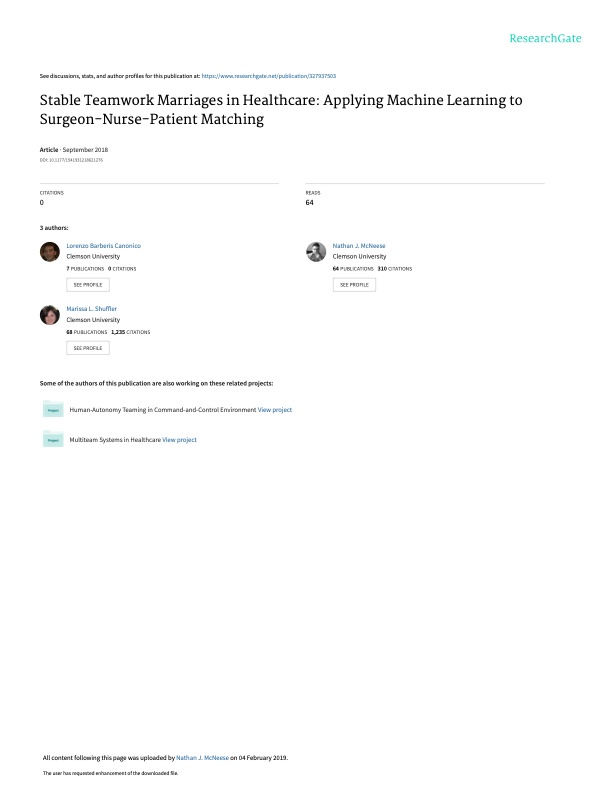 ResearchGate
See discussions, stats, and author profiles for this publication at: https://www.researchgate.net/publication/327937503
Stable Teamwork Marriages in Healthcare: Applying Machine Learning to
Surgeon-Nurse-Patient Matching
Article · September 2018
DOI: 10.1177/1541931218621276
CITATIONS
0
READS
64
3 authors:
Lorenzo Barberis Canonico
Clemson University
7 PUBLICATIONS 0 CITATIONS
SEE PROFILE
Nathan J. McNeese
Clemson University
64 PUBLICATIONS 310 CITATIONS
SEE PROFILE
Marissa L. Shuffler
Clemson University
68 PUBLICATIONS 1,235 CITATIONS
SEE PROFILE
Some of the authors of this publication are also working on these related projects:
Project
Human-Autonomy Teaming in Command-and-Control Environment View project
Project
Multiteam Systems in Healthcare View project
All content following this page was uploaded by Nathan J. McNeese on 04 February 2019.
The user has requested enhancement of the downloaded file.